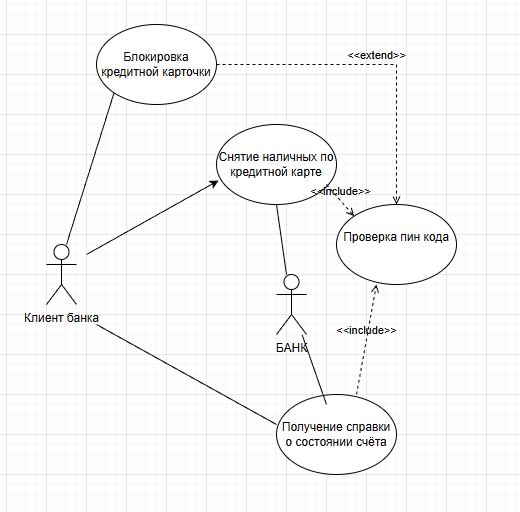 Блокировка
кредитной карточки
<<extend>>
Снятие наличных по
кредитной карте
<<include>>
Проверка пин кода
Клиент банка
БАНК
<<include>>
Получение справки
о состоянии счёта